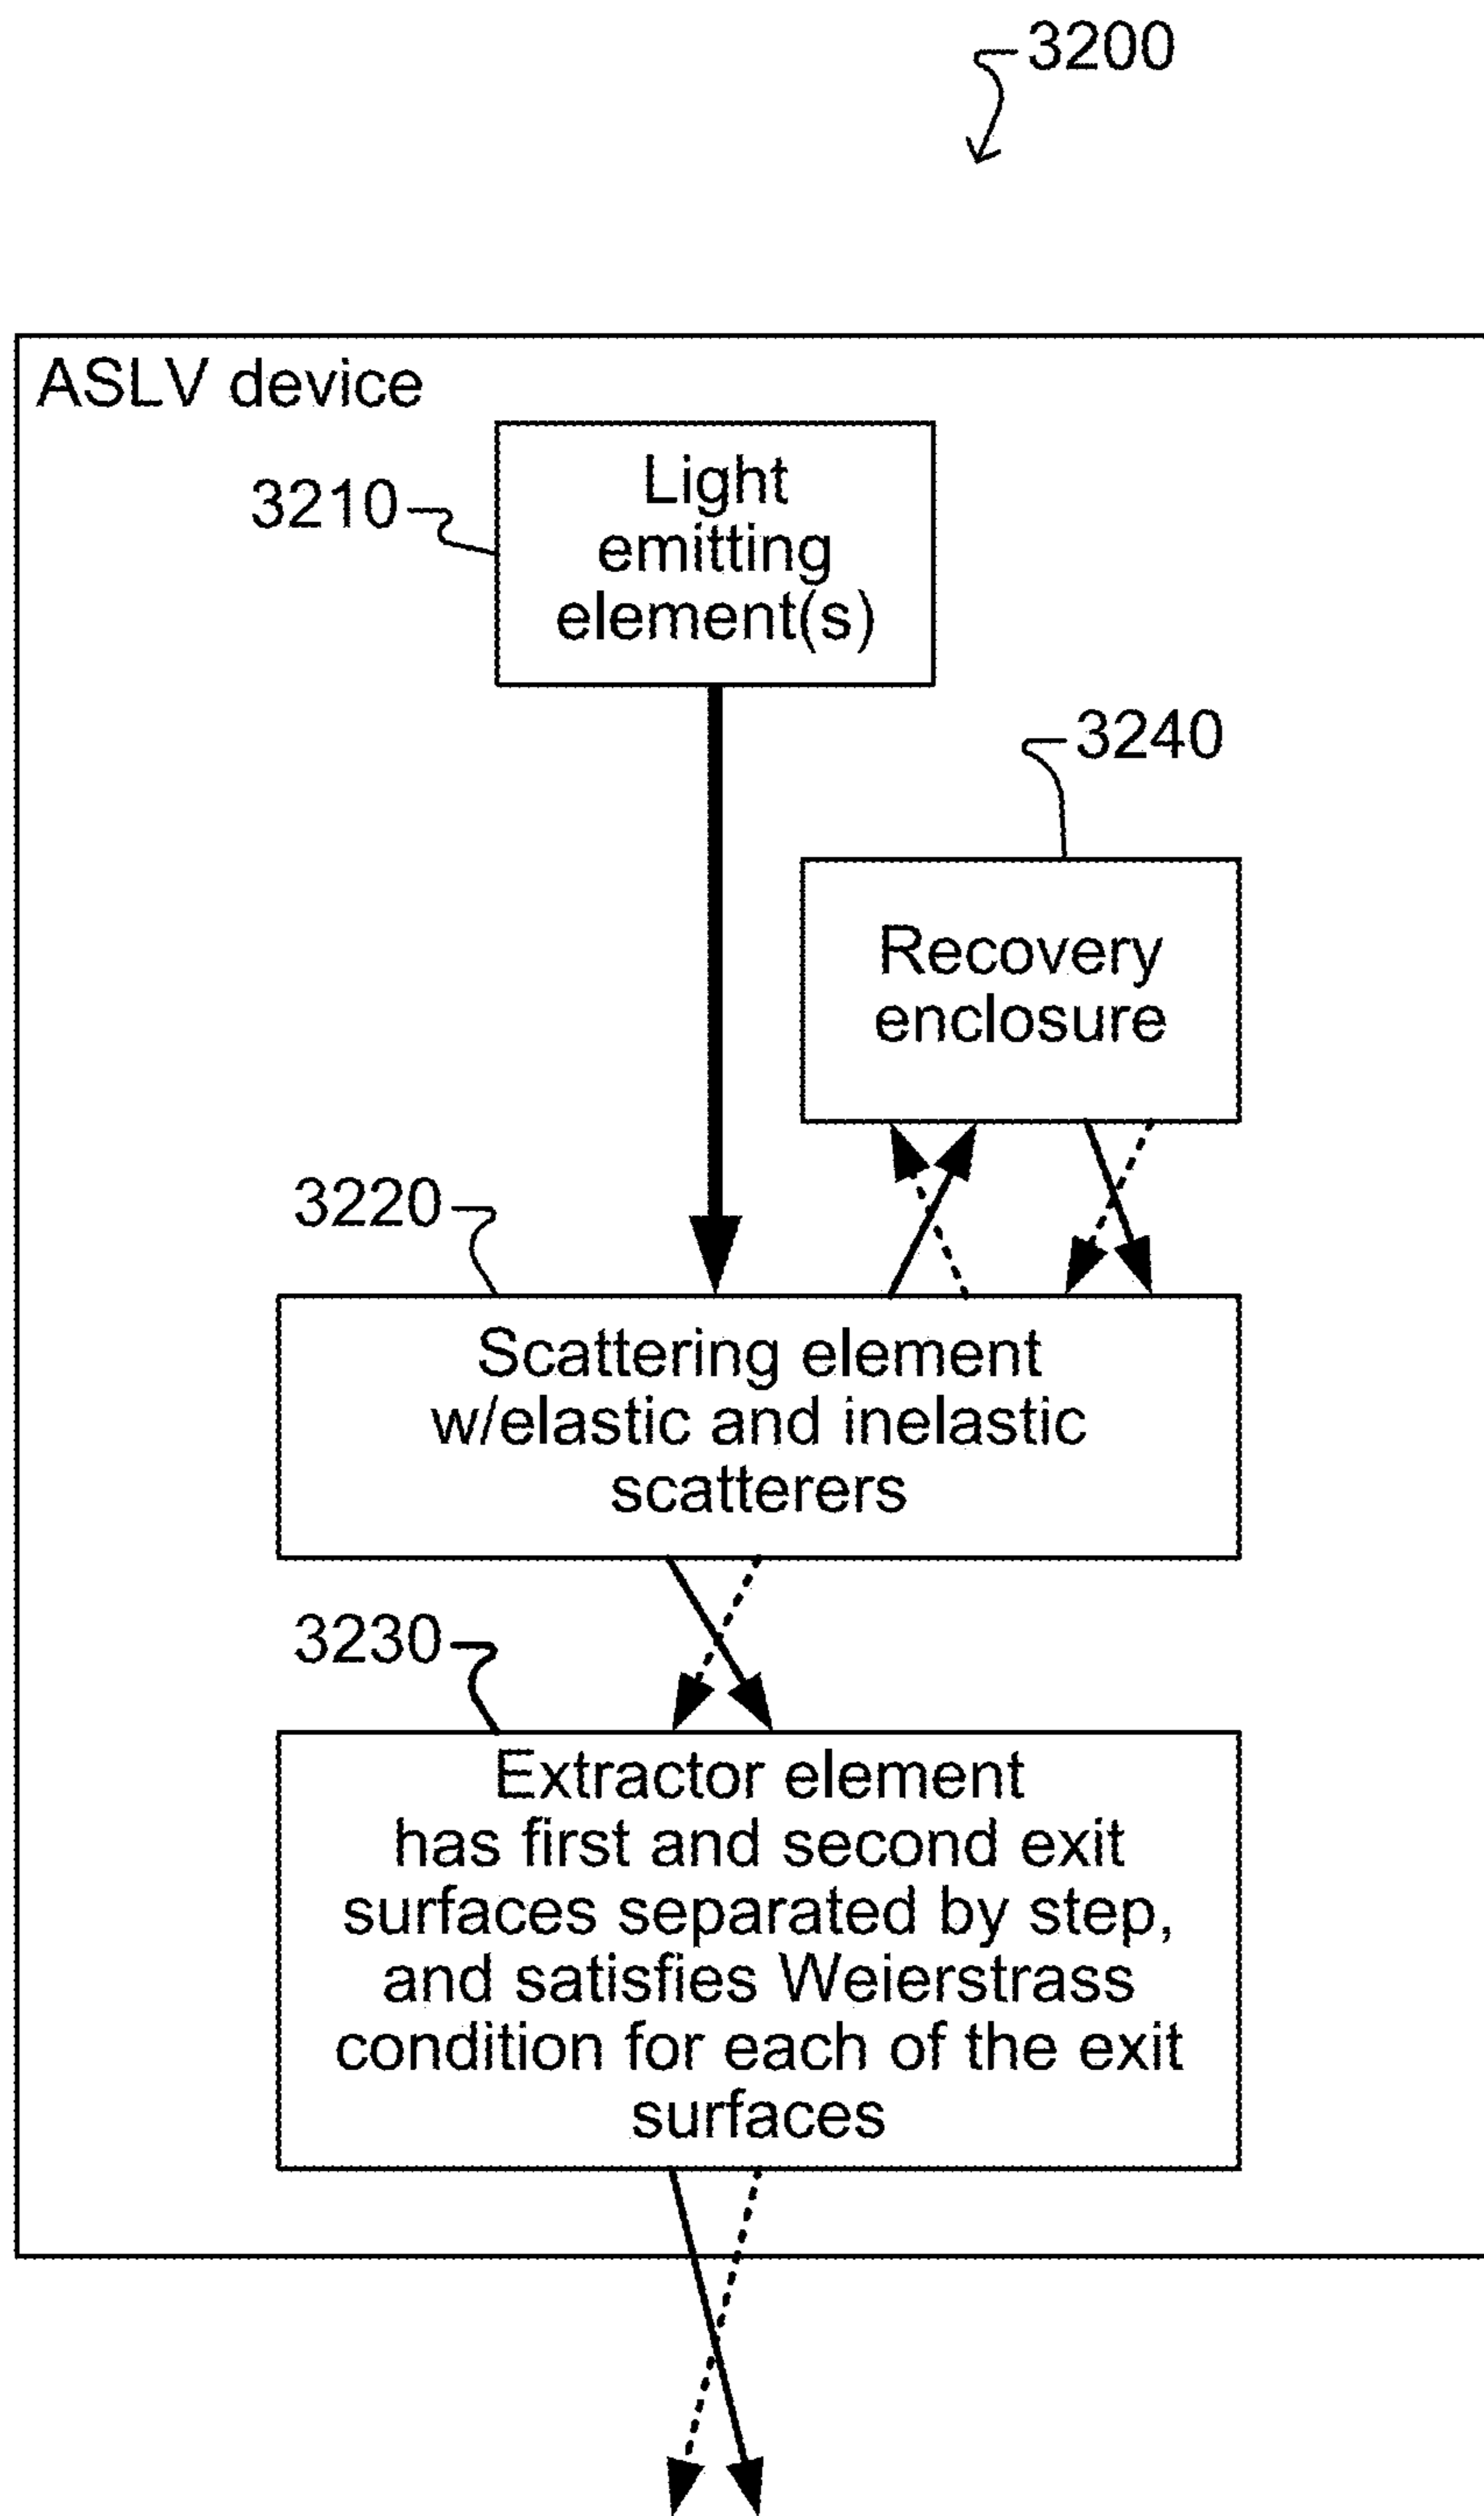 3200
ASLV device
3210
Light
emitting
element(s)
3240
Recovery
enclosure
3220
Scattering element
w/elastic and inelastic
scatterers
3230
Extractor element
has first and second exit
surfaces separated by step,
and satisfies Weierstrass
condition for each of the exit
surfaces